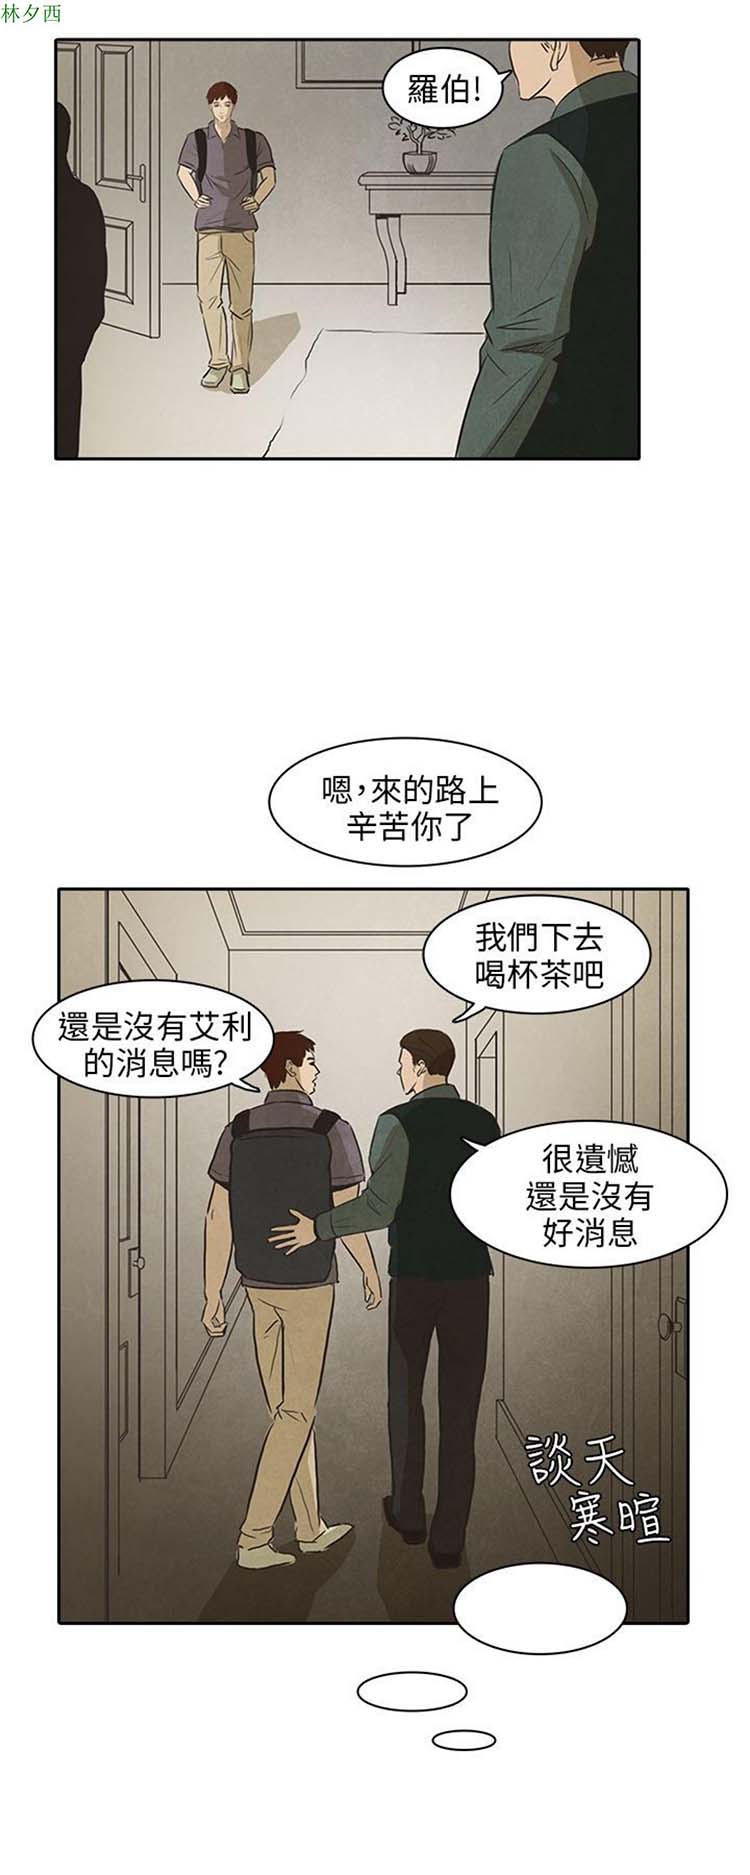 林夕西
羅伯!
嗯,來的路上
辛苦你了
我們下去
喝杯茶吧
還是沒有艾利
的消息嗎?
很遺憾
還是沒有
好消息
談天
寒暄